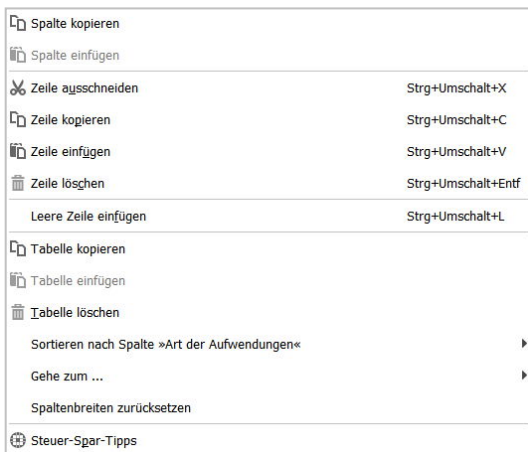 Spalte kopieren
Spalte einfügen
Zeile ausschneiden Strg+Umschalt+X
Zeile kopieren Strg+Umschalt+C
Zeile einfügen Strg+Umschalt+V
Zeile löschen Strg+Umschalt+Entf
Leere Zeile einfügen Strg+Umschalt+L
Tabelle kopieren
Tabelle einfügen
Tabelle löschen
Sortieren nach Spalte »Art der Aufwendungen«
Gehe zum ...
Spaltenbreiten zurücksetzen
Steuer-Spar-Tipps